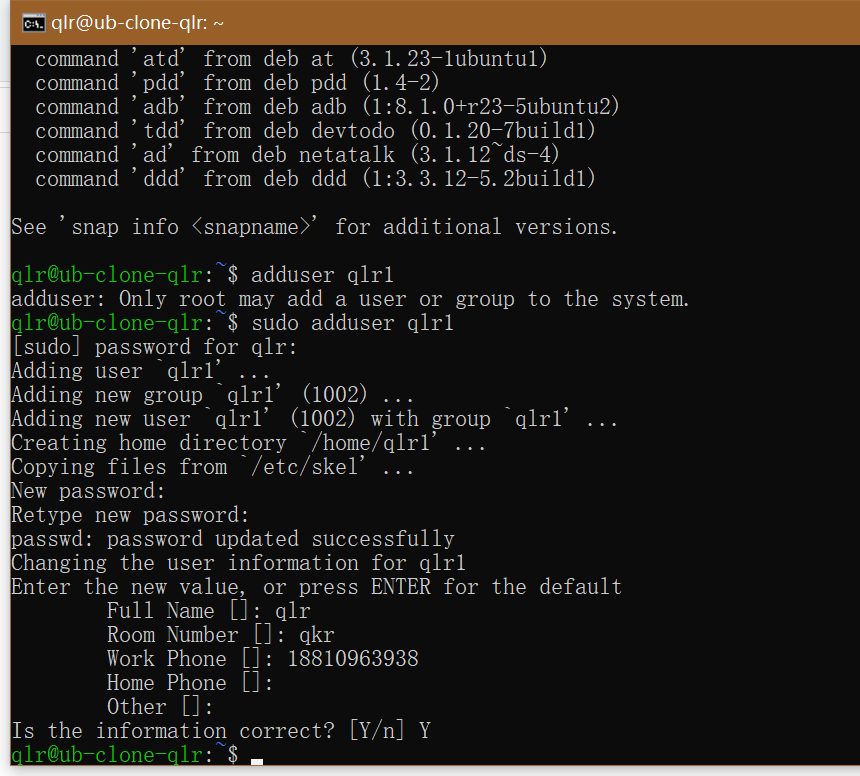 qlr@ub-clone-qlr: ~
command 'atd' from deb at (3.1.23-1ubuntu1)
command 'pdd' from deb pdd (1.4-2)
command 'adb' from deb adb (1:8.1.0+r23-5ubuntu2)
command 'tdd' from deb devtodo (0.1.20-7build1)
command 'ad' from deb netatalk (3.1.12~ds-4)
command 'ddd' from deb ddd (1:3.3.12-5.2build1)
See 'snap info <snapname>' for additional versions.
qlr@ub-clone-qlr:~$ adduser qlr1
adduser: Only root may add a user or group to the system.
qlr@ub-clone-qlr:~$ sudo adduser qlr1
[sudo] password for qlr:
Adding user `qlr1' ...
Adding new group `qlr1' (1002) ...
Adding new user `qlr1' (1002) with group `qlr1' ...
Creating home directory `/home/qlr1' ...
Copying files from `/etc/skel' ...
New password:
Retype new password:
passwd: password updated successfully
Changing the user information for qlr1
Enter the new value, or press ENTER for the default
Full Name []: qlr
Room Number []: qkr
Work Phone []: 18810963938
Home Phone []:
Other []:
Is the information correct? [Y/n] Y
qlr@ub-clone-qlr:~$